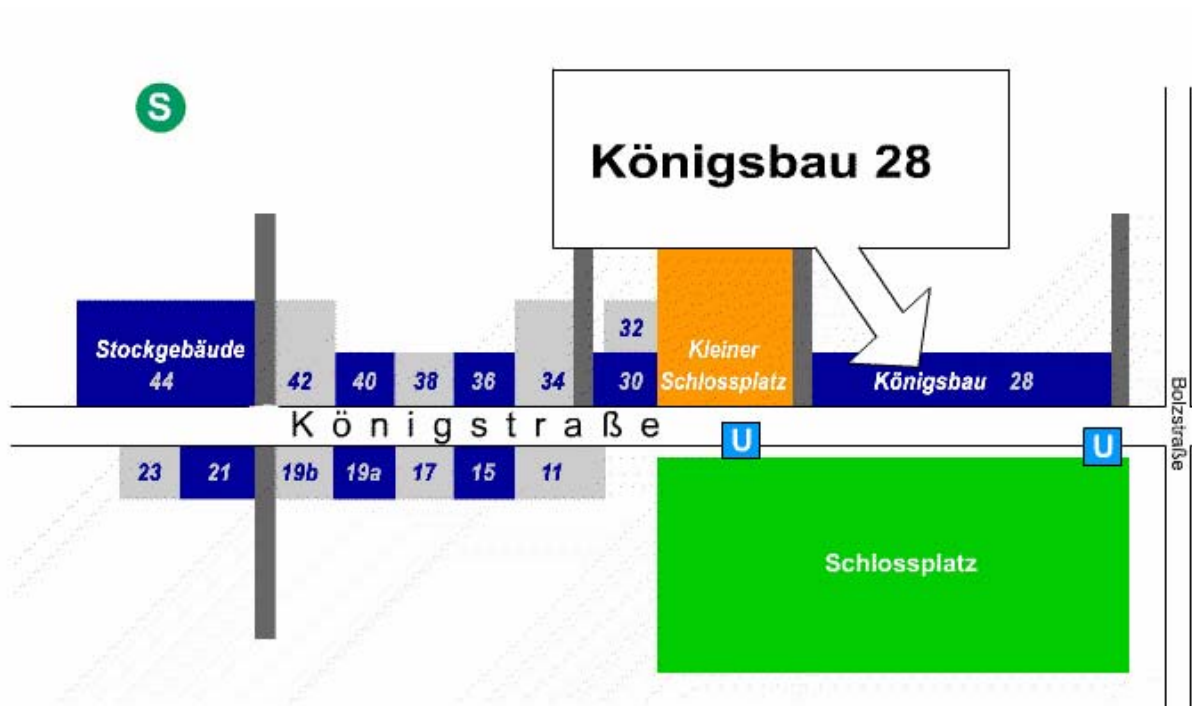 S
Königsbau 28
Stockgebäude
44
42
40
38
36
34
32
30
Kleiner
Schlossplatz
Königsbau 28
Königstraße
U
U
Bolzstraße
23
21
19b
19a
17
15
11
Schlossplatz